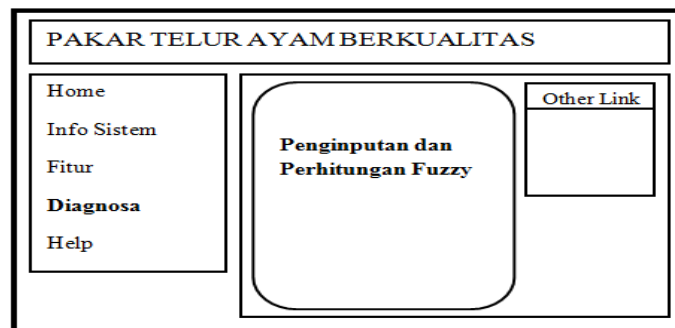 PAKAR TELUR AYAM BERKUALITAS
Home
Info Sistem
Fitur
Diagnosa
Help
Penginputan dan
Perhitungan Fuzzy
Other Link